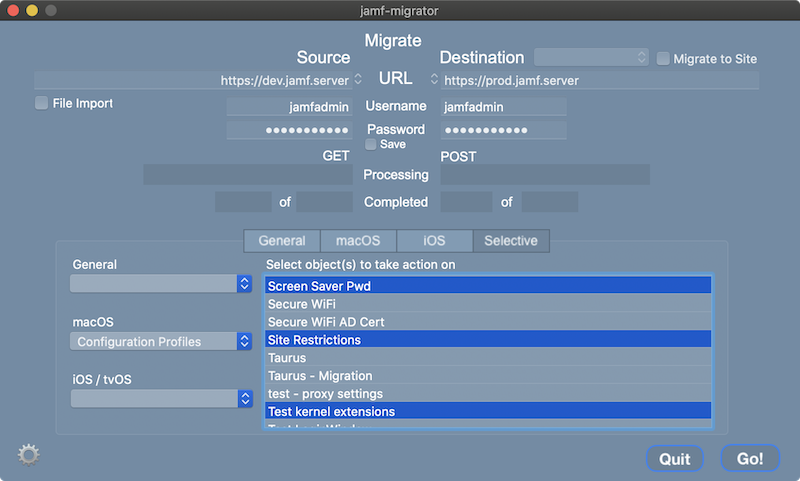 jamf-migrator
Migrate
Source
Destination
Migrate to Site
https://dev.jamf.server
URL
https://prod.jamf.server
File Import
jamfadmin
Username
jamfadmin
Password
Save
GET
POST
Processing
of
Completed
of
General
macOS
iOS
Selective
General
Select object(s) to take action on
Screen Saver Pwd
Secure WiFi
Secure WiFi AD Cert
macOS
Configuration Profiles
Site Restrictions
Taurus
iOS / tvOS
Taurus - Migration
test - proxy settings
Test kernel extensions
Quit
Go!